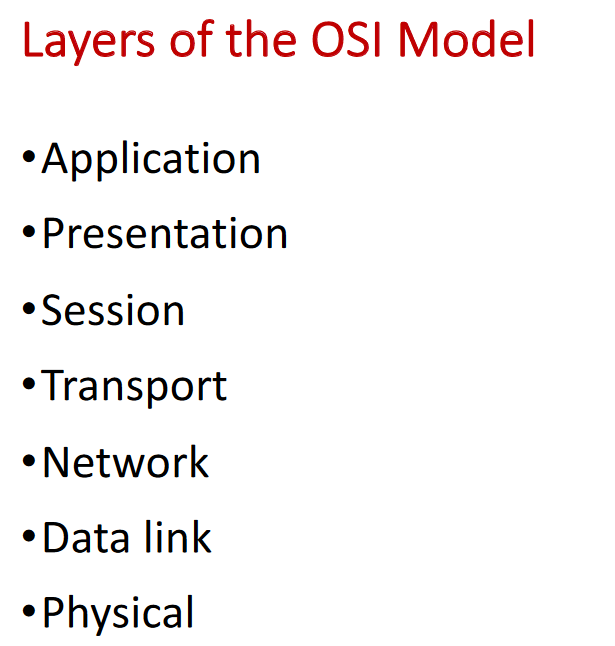 Layers of the OSI Model
•Application
•Presentation
•Session
•Transport
•Network
•Data link
•Physical